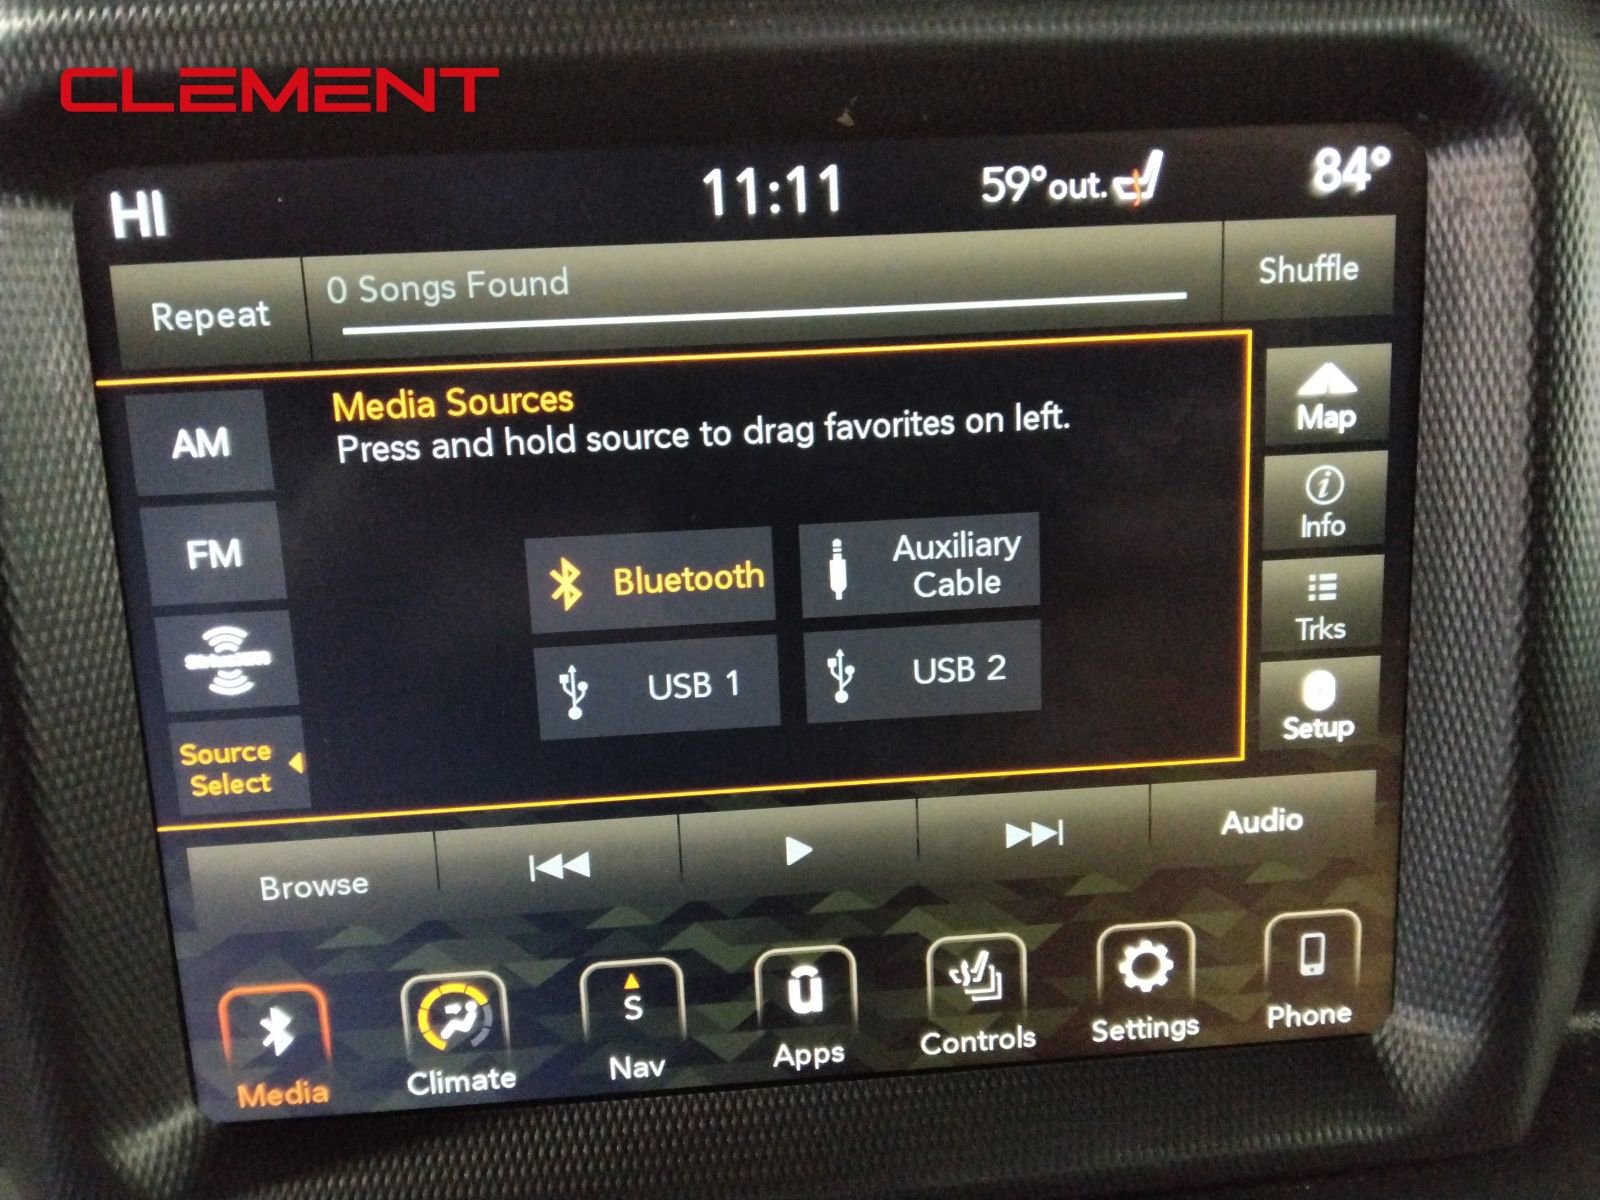 CLEMENT
HI
11:11
59° out.
84°
Repeat
0 Songs Found
Shuffle
Media Sources
Press and hold source to drag favorites on left.
AM
FM
SiriusXM
Source
Select
Bluetooth
Auxiliary
Cable
USB 1
USB 2
Map
i
Info
Trks
Setup
Browse
Audio
Media
Climate
S
Nav
u
Apps
Controls
Settings
Phone